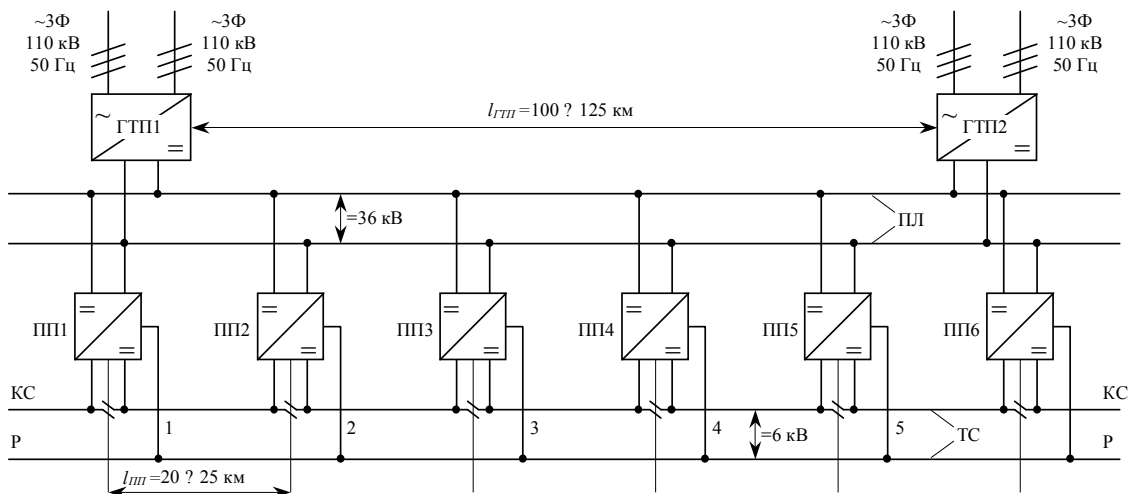 ~3Ф
110 кВ
50 Гц
~3Ф
110 кВ
50 Гц
~3Ф
110 кВ
50 Гц
~3Ф
110 кВ
50 Гц
~ ГТП1 =
lГТП =100 ? 125 км
~ ГТП2 =
=36 кВ
ПЛ
ПП1
= =
ПП2
= =
ПП3
= =
ПП4
= =
ПП5
= =
ПП6
= =
КС
КС
1
2
3
4
=6 кВ
5
ТС
Р
Р
lПП =20 ? 25 км